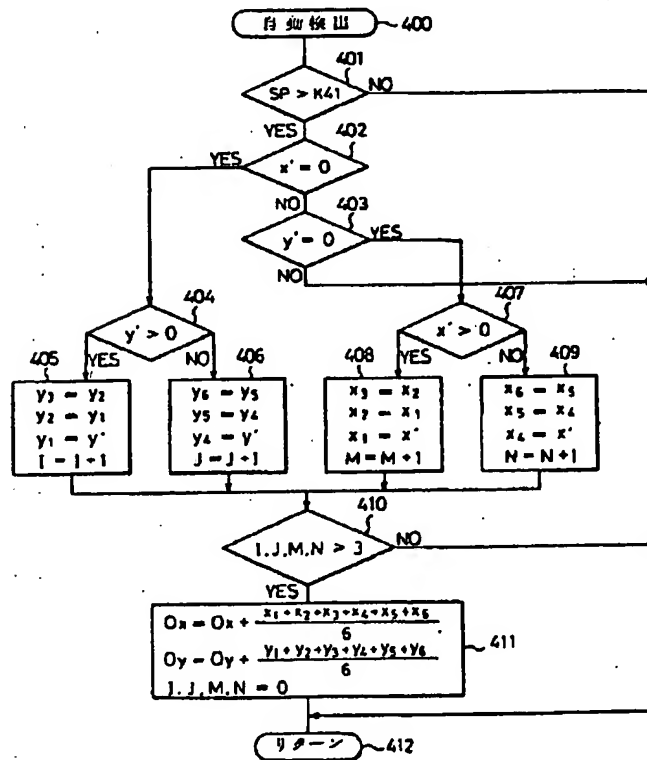 400
401
SP > K41
NO
YES
402
YES
x' = 0
NO
403
y' = 0
YES
NO
404
y' > 0
YES
NO
407
x' > 0
YES
NO
405
y₃ = y₂
y₂ = y₁
y₁ = y'
I = I + 1
406
y₆ = y₅
y₅ = y₄
y₄ = y'
J = J + 1
408
x₃ = x₂
x₂ = x₁
x₁ = x'
M = M + 1
409
x₆ = x₅
x₅ = x₄
x₄ = x'
N = N + 1
410
I.J.M.N > 3
NO
YES
Ox = Ox + x₁+x₂+x₃+x₄+x₅+x₆
6
Oy = Oy + y₁+y₂+y₃+y₄+y₅+y₆
6
I.J.M.N = 0
411
リターン
412